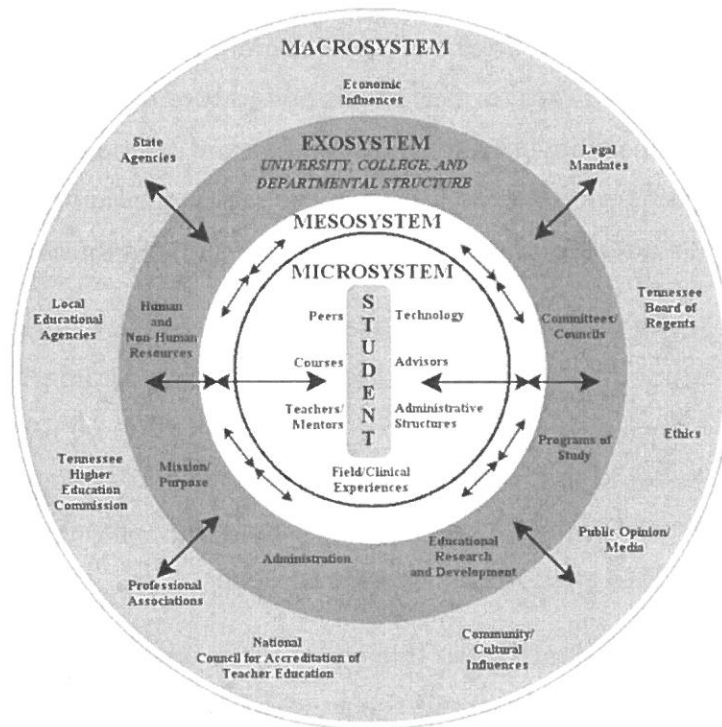 MACROSYSTEM
Economic
Influences
State
Agencies
Legal
Mandates
EXOSYSTEM
UNIVERSITY, COLLEGE, AND
DEPARTMENTAL STRUCTURE
MESOSYSTEM
MICROSYSTEM
Local
Educational
Agencies
Human
and
Non-Human
Resources
Peers
Courses
Teachers/
Mentors
STUDENT
Technology
Advisors
Administrative
Structures
Field/Clinical
Experiences
Committees/
Councils
Tennessee
Board of
Regents
Programs of
Study
Ethics
Tennessee
Higher
Education
Commission
Mission/
Purpose
Administration
Educational
Research
and Development
Public Opinion/
Media
Professional
Associations
National
Council for Accreditation of
Teacher Education
Community/
Cultural
Influences